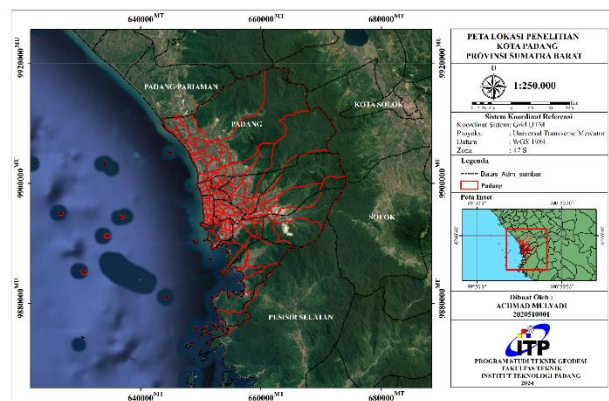 640000MT 660000MT 680000MT
9920000MU
9900000MU
9880000MU
PADANG PARIAMAN
KOTA SOLOK
PADANG
SOLOK
PESISIR SELATAN
9920000MU
9900000MU
9880000MU
640000MT 660000MT 680000MT
PETA LOKASI PENELITIAN
KOTA PADANG
PROVINSI SUMATRA BARAT
U
1:250.000
Sistem Koordinat Referensi
Koordinat Sistem : Grid UTM
Proyeksi : Universal Transverse Mercator
Datum : WGS 1984
Zona : 47 S
Legenda
Padang
Peta Inset
Dibuat Oleh :
ACHMAD MULYADI
2020510001
ITP
PROGRAM STUDI TEKNIK GEODESI
FAKULTAS TEKNIK
INSTITUT TEKNOLOGI PADANG
2024